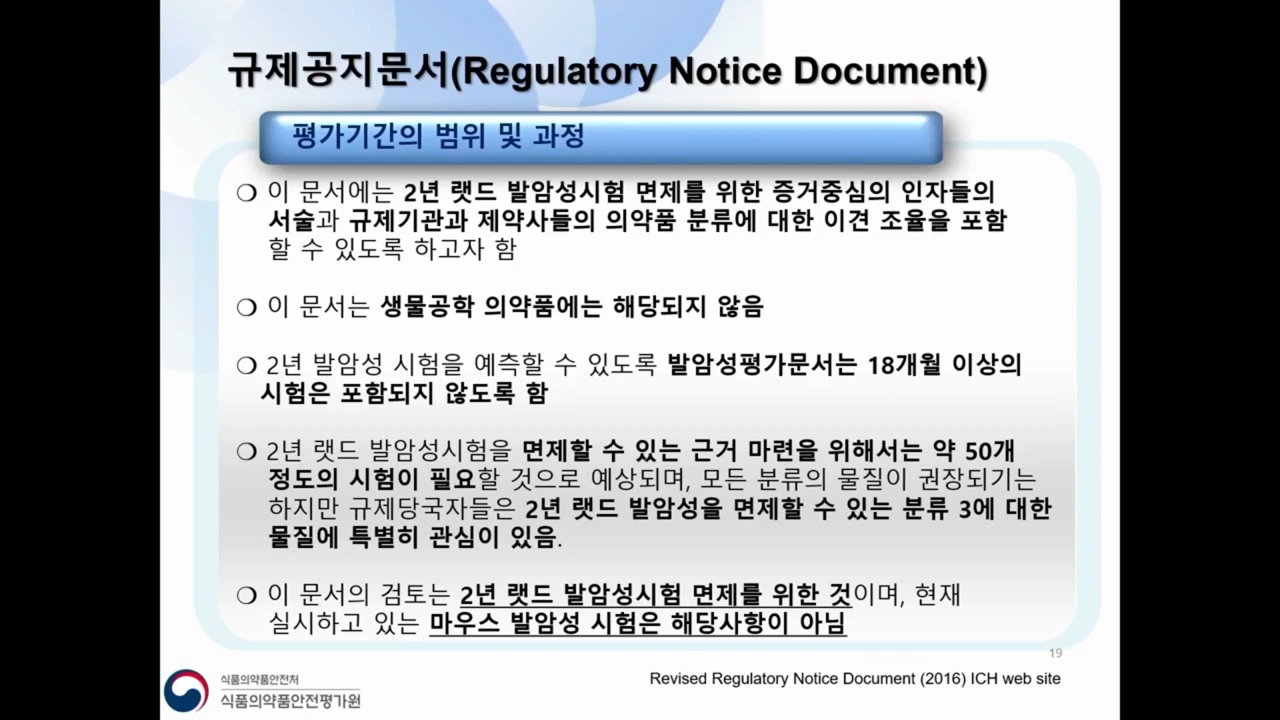 규제공지문서(Regulatory Notice Document)
평가기간의 범위 및 과정
❍ 이 문서에는 2년 랫드 발암성시험 면제를 위한 증거중심의 인자들의
서술과 규제기관과 제약사들의 의약품 분류에 대한 이견 조율을 포함
할 수 있도록 하고자 함
❍ 이 문서는 생물공학 의약품에는 해당되지 않음
❍ 2년 발암성 시험을 예측할 수 있도록 발암성평가문서는 18개월 이상의
시험은 포함되지 않도록 함
❍ 2년 랫드 발암성시험을 면제할 수 있는 근거 마련을 위해서는 약 50개
정도의 시험이 필요할 것으로 예상되며, 모든 분류의 물질이 권장되기는
하지만 규제당국자들은 2년 랫드 발암성을 면제할 수 있는 분류 3에 대한
물질에 특별히 관심이 있음.
❍ 이 문서의 검토는 2년 랫드 발암성시험 면제를 위한 것이며, 현재
실시하고 있는 마우스 발암성 시험은 해당사항이 아님
19
식품의약품안전처
식품의약품안전평가원
Revised Regulatory Notice Document (2016) ICH web site